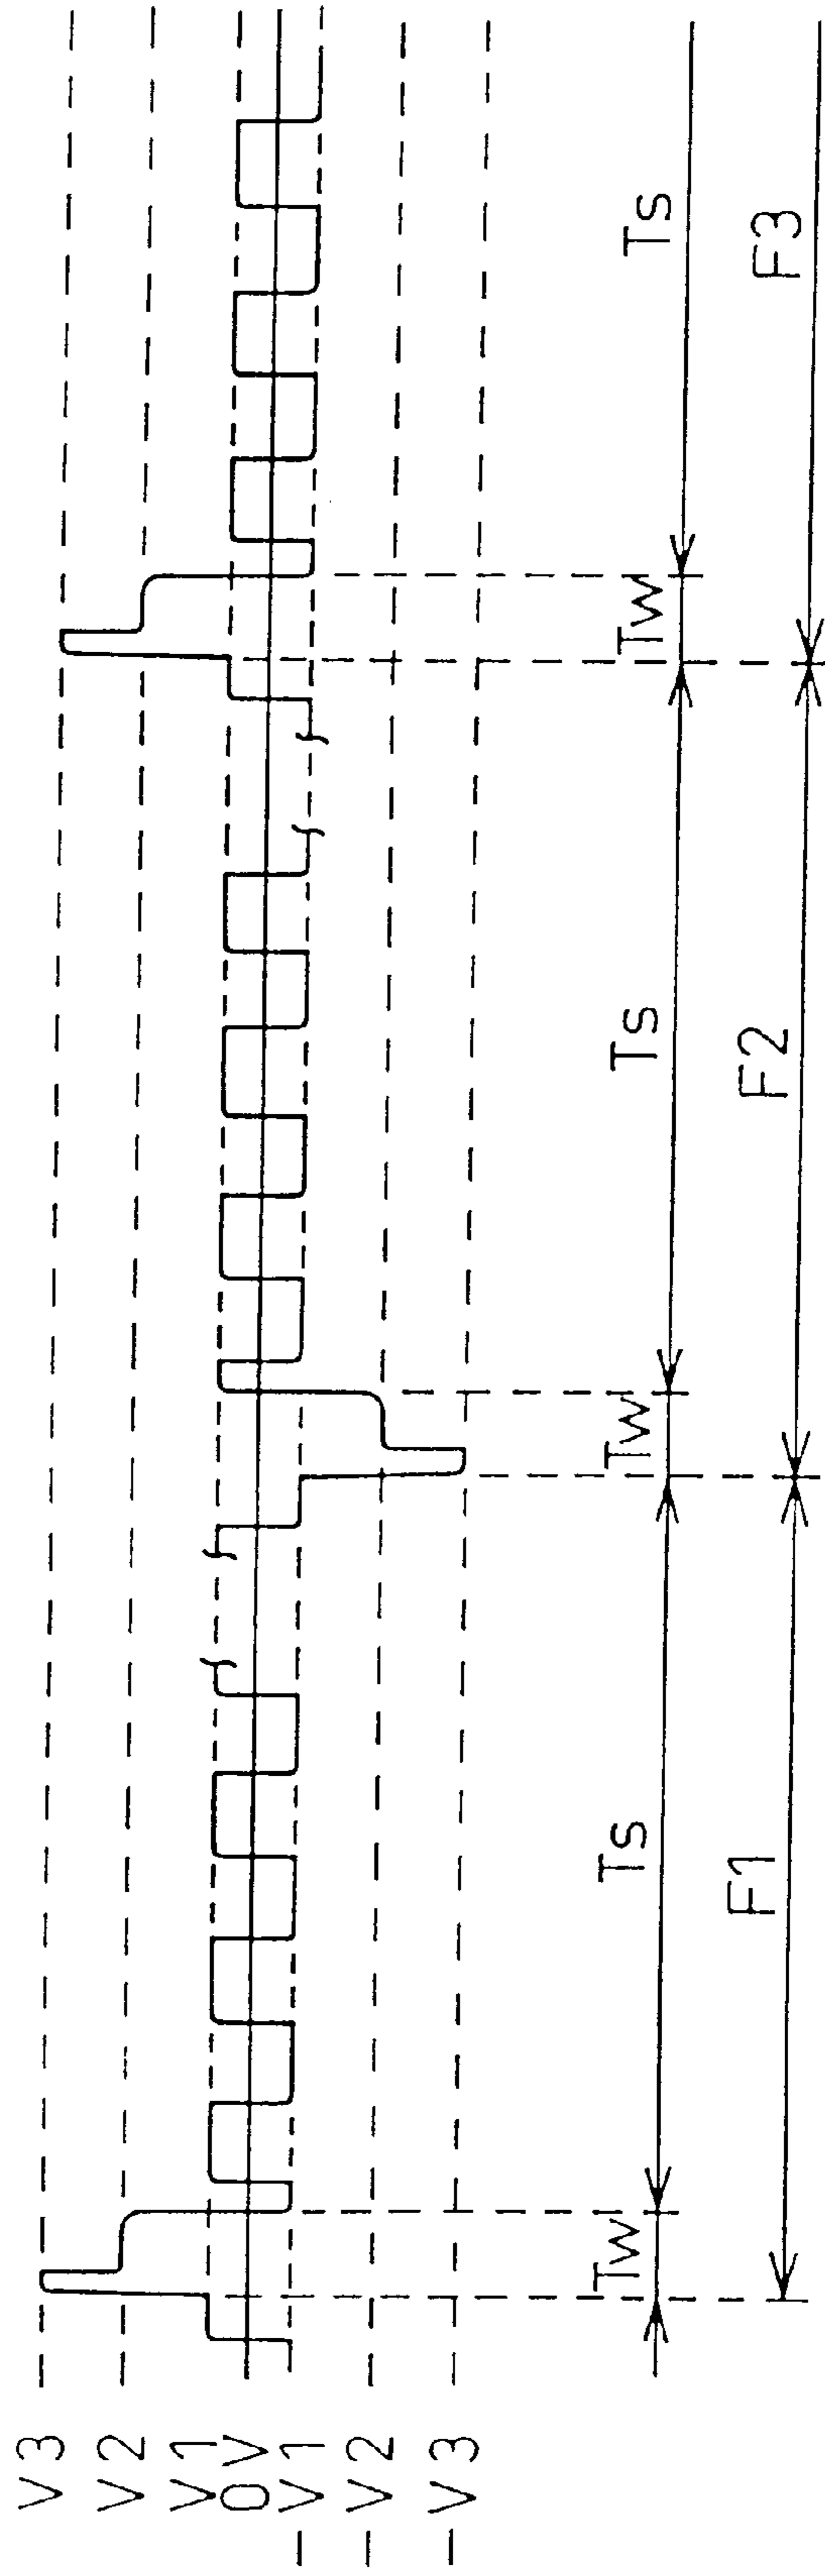 V3
V2
V1
0V
-V1
-V2
-V3
Tw Ts Tw Ts Tw Ts
F1 F2 F3